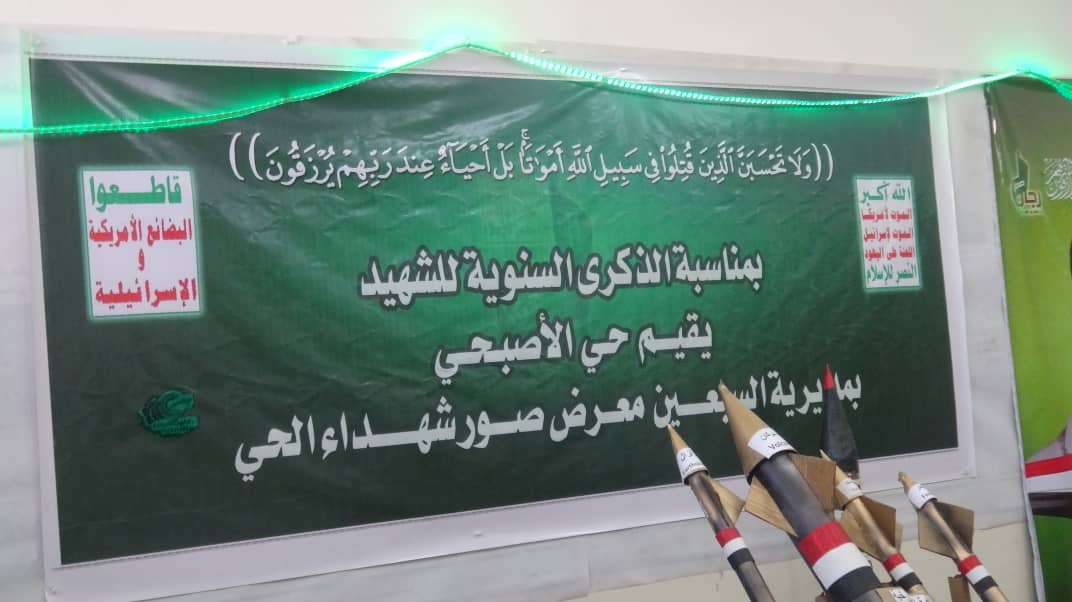 ((وَلَا تَحْسَبَنَّ الَّذِينَ قُتِلُوا فِي سَبِيلِ اللَّهِ أَمْوَاتًا ۚ بَلْ أَحْيَاءٌ عِندَ رَبِّهِمْ يُرْزَقُونَ))
الله أكبر
الموت لأمريكا
الموت لإسرائيل
اللعنة على اليهود
النصر للإسلام
قاطعوا
البضائع الأمريكية
و
الإسرائيلية
بمناسبة الذكرى السنوية للشهيد
يقيم حي الأصبحي
بمديرية السبعين معرض صور شهداء الحي